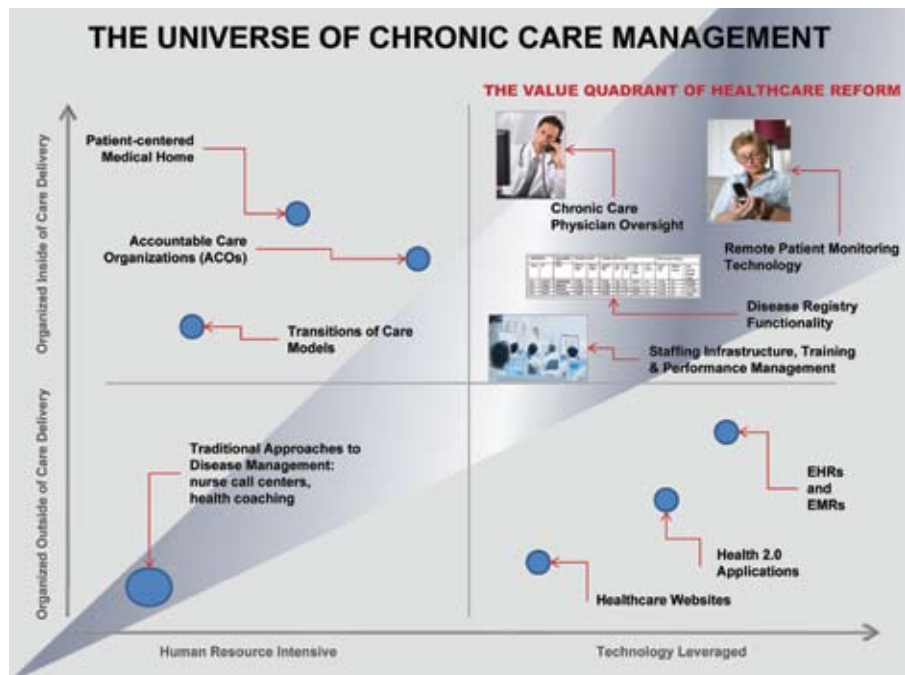 THE UNIVERSE OF CHRONIC CARE MANAGEMENT
THE VALUE QUADRANT OF HEALTHCARE REFORM
Organized Inside of Care Delivery
Organized Outside of Care Delivery
Patient-centered
Medical Home
Accountable Care
Organizations (ACOs)
Transitions of Care
Models
Chronic Care
Physician Oversight
Remote Patient Monitoring
Technology
Disease Registry
Functionality
Staffing Infrastructure, Training
& Performance Management
Traditional Approaches to
Disease Management:
nurse call centers,
health coaching
EHRs
and
EMRs
Health 2.0
Applications
Healthcare Websites
Human Resource Intensive
Technology Leveraged